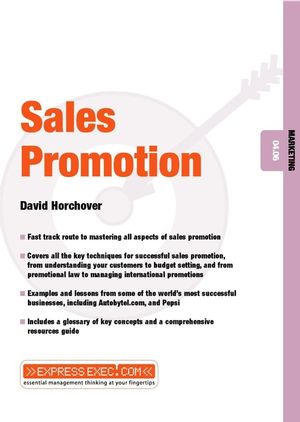 Sales
Promotion
David Horchover
Fast track route to mastering all aspects of sales promotion
Covers all the key techniques for successful sales promotion,
from understanding your customers to budget setting, and from
promotional law to managing international promotions
Examples and lessons from some of the world's most successful
businesses, including Autobytel.com, and Pepsi
Includes a glossary of key concepts and a comprehensive
resources guide
EXPRESS EXEC.COM
essential management thinking at your fingertips
MARKETING
04.06